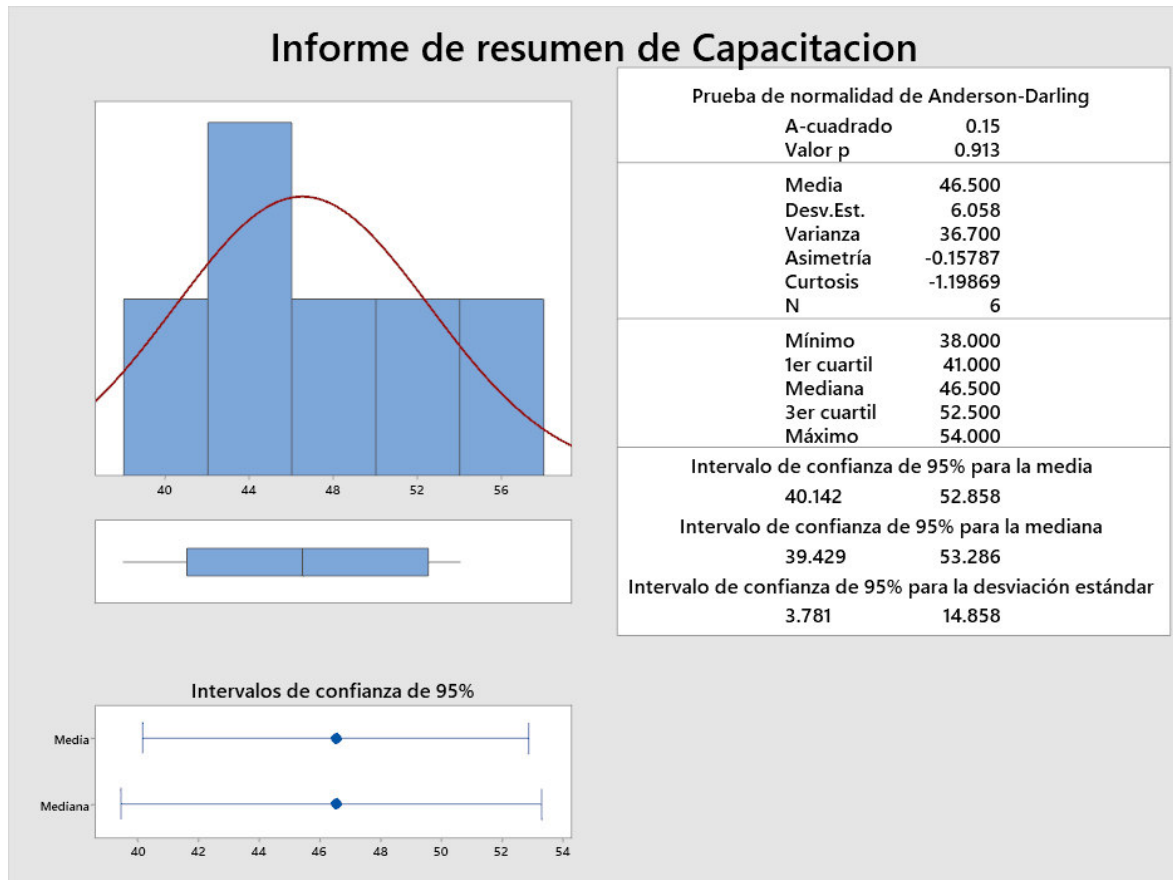 Informe de resumen de Capacitacion
40 44 48 52 56
Intervalos de confianza de 95%
Media
Mediana
40 42 44 46 48 50 52 54
Prueba de normalidad de Anderson-Darling
A-cuadrado 0.15
Valor p 0.913
Media 46.500
Desv.Est. 6.058
Varianza 36.700
Asimetría -0.15787
Curtosis -1.19869
N 6
Mínimo 38.000
1er cuartil 41.000
Mediana 46.500
3er cuartil 52.500
Máximo 54.000
Intervalo de confianza de 95% para la media
40.142 52.858
Intervalo de confianza de 95% para la mediana
39.429 53.286
Intervalo de confianza de 95% para la desviación estándar
3.781 14.858